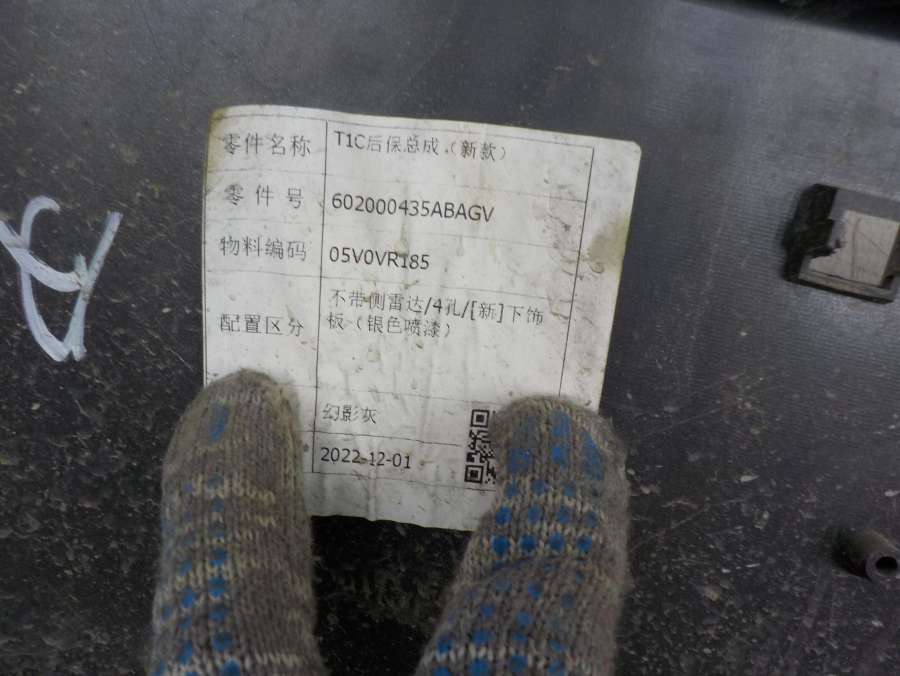 零件名称 T1C后保总成.(新款)
零件号 602000435ABAGV
物料编码 05V0VR185
配置区分 不带侧雷达/4孔/[新]下饰
板（银色喷漆）
幻影灰
2022-12-01